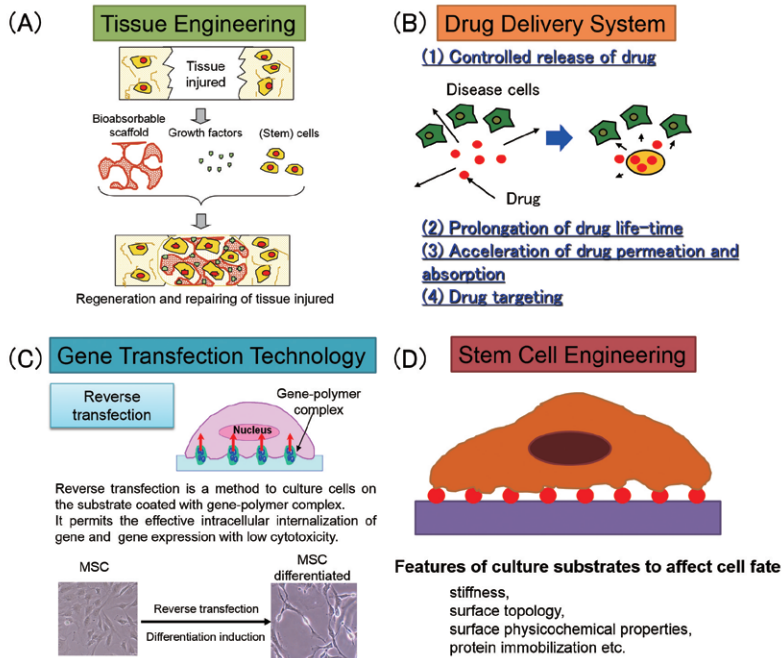 (A)
Tissue Engineering
Tissue
injured
Bioabsorbable
scaffold
Growth factors
(Stem) cells
Regeneration and repairing of tissue injured
(B)
Drug Delivery System
(1) Controlled release of drug
Disease cells
Drug
(2) Prolongation of drug life-time
(3) Acceleration of drug permeation and
absorption
(4) Drug targeting
(C)
Gene Transfection Technology
Reverse
transfection
Gene-polymer
complex
Nucleus
Reverse transfection is a method to culture cells on
the substrate coated with gene-polymer complex.
It permits the effective intracellular internalization of
gene and gene expression with low cytotoxicity.
MSC
MSC
differentiated
Reverse transfection
Differentiation induction
(D)
Stem Cell Engineering
Features of culture substrates to affect cell fate
stiffness,
surface topology,
surface physicochemical properties,
protein immobilization etc.